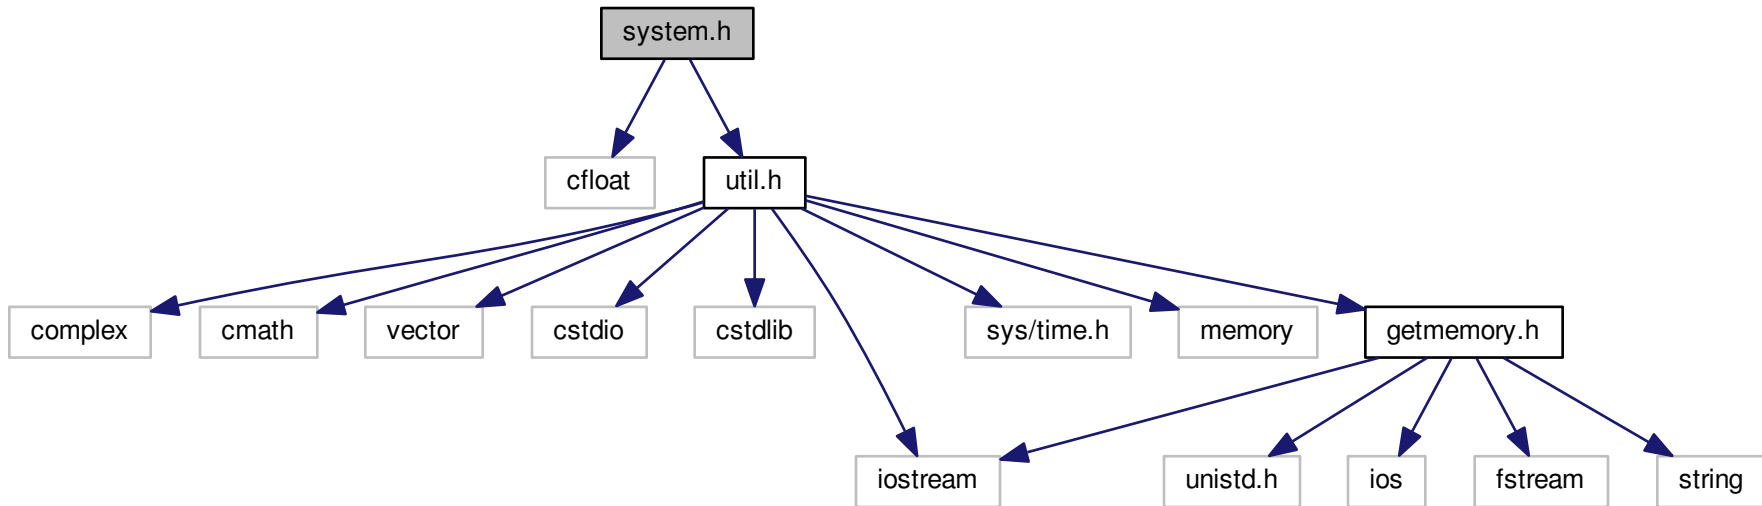 system.h
cfloat
util.h
complex
cmath
vector
cstdio
cstdlib
sys/time.h
memory
getmemory.h
iostream
unistd.h
ios
fstream
string